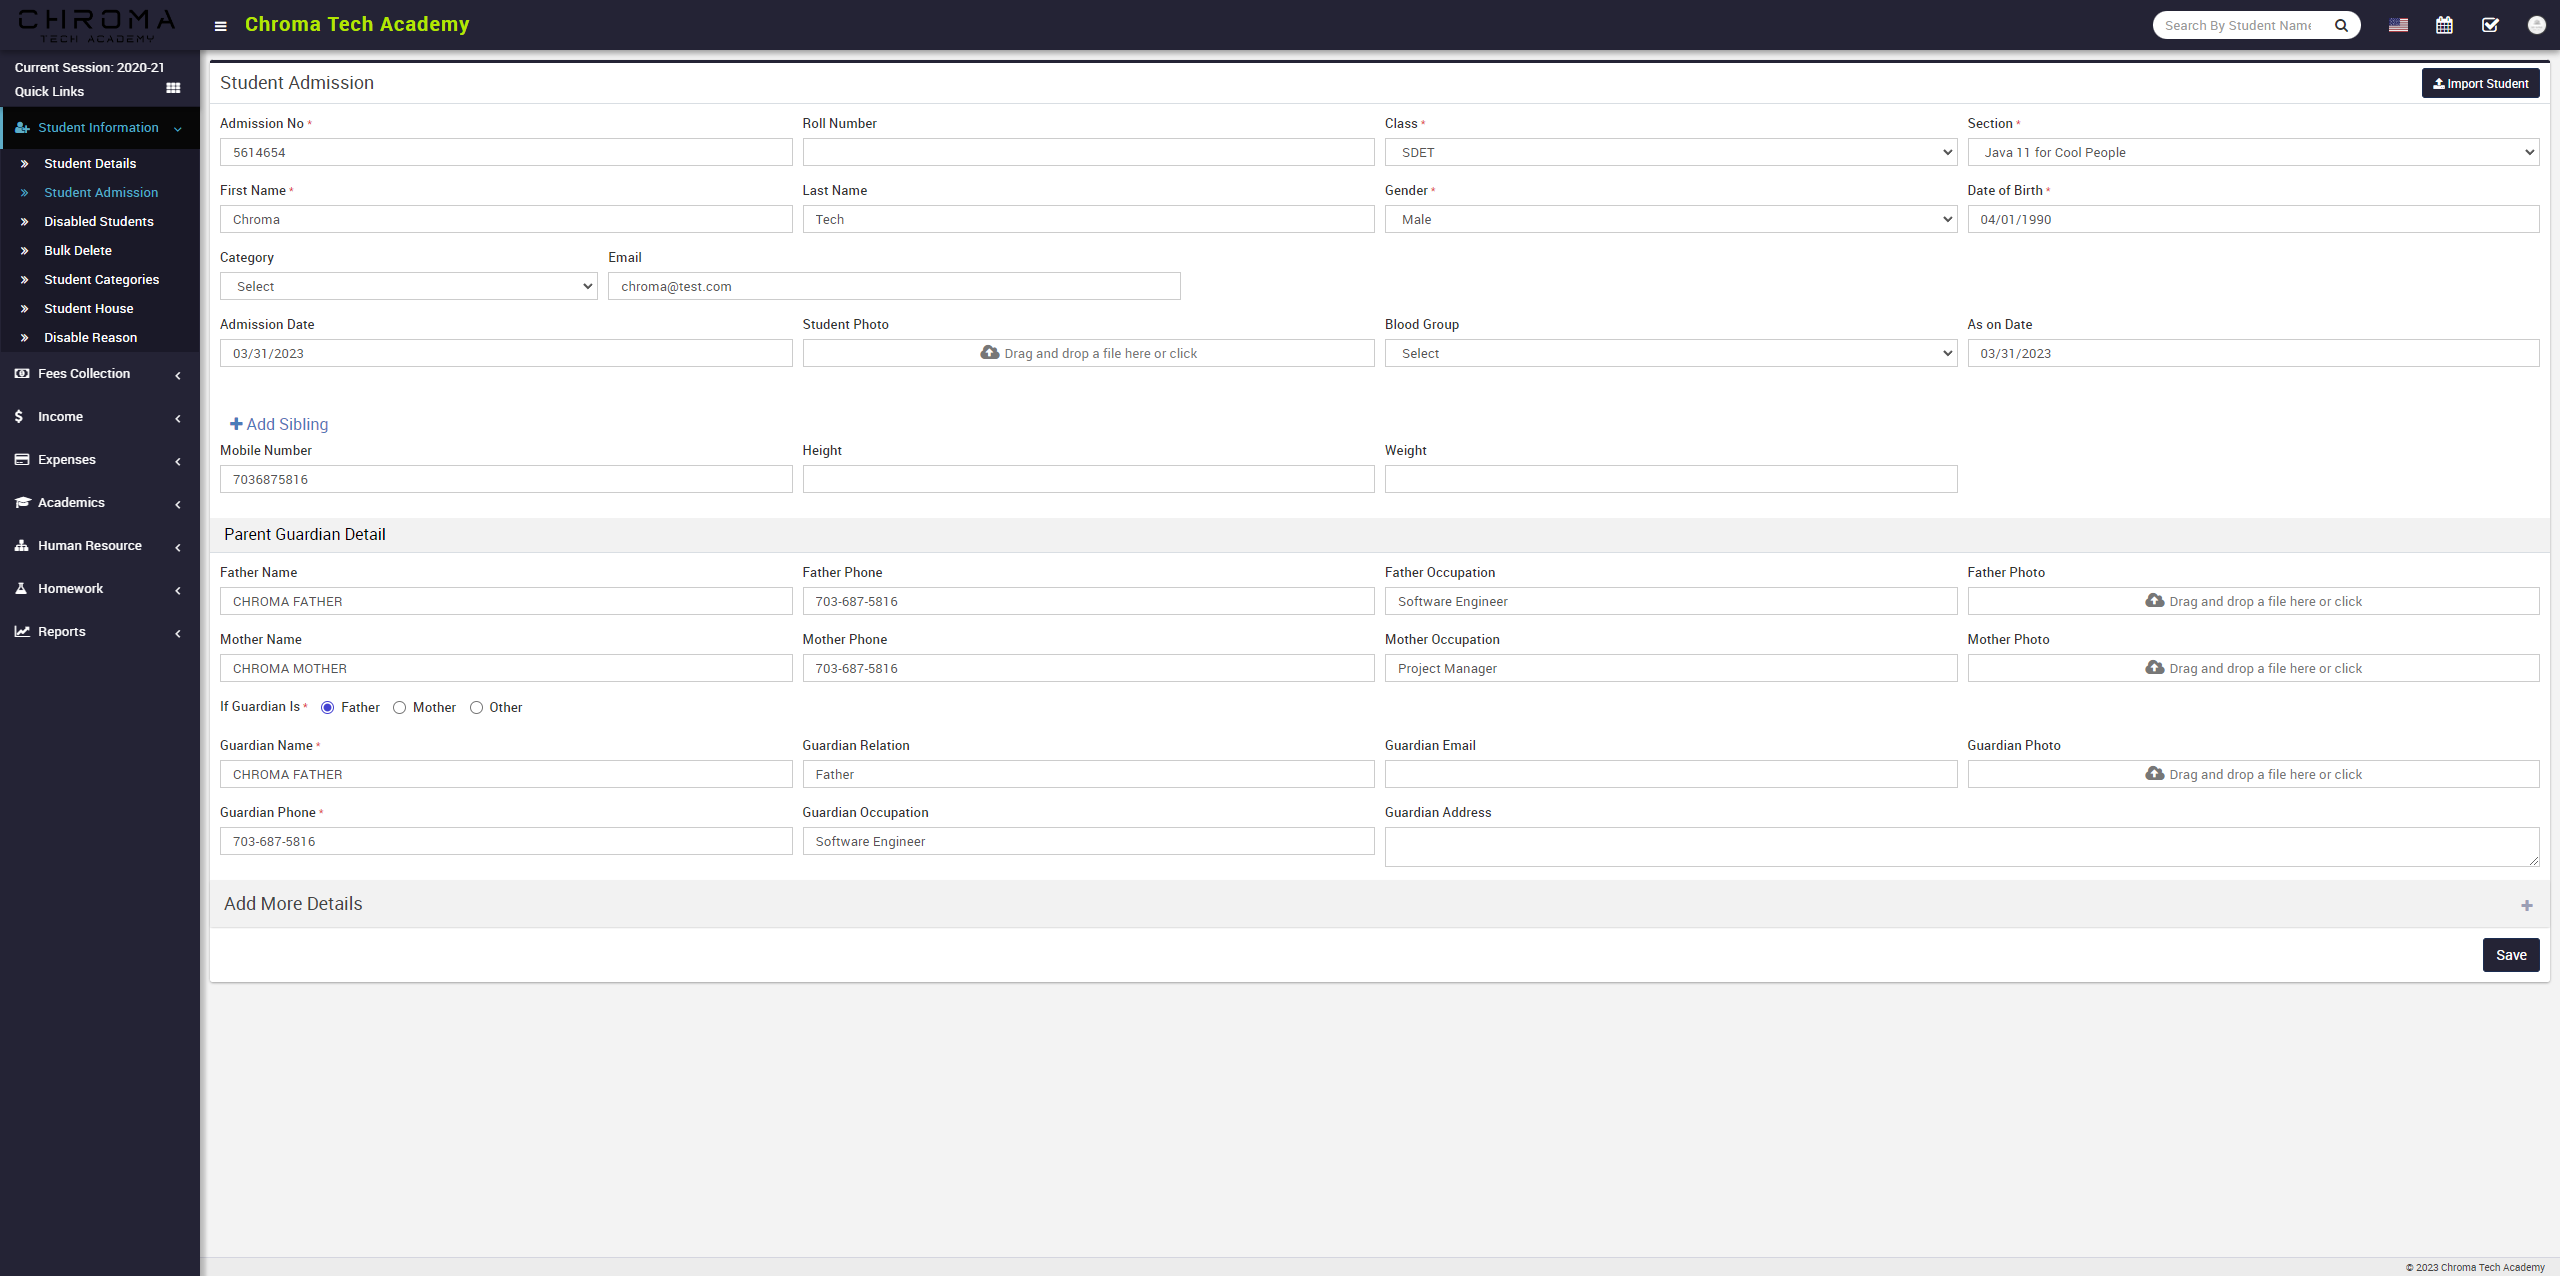 CHROMA
TECH ACADEMY
Chroma Tech Academy
Search By Student Name
Current Session: 2020-21
Quick Links
Student Information
Student Details
Student Admission
Disabled Students
Bulk Delete
Student Categories
Student House
Disable Reason
Fees Collection
Income
Expenses
Academics
Human Resource
Homework
Reports
Student Admission
Import Student
Admission No *
Roll Number
Class *
Section *
5614654
SDET
Java 11 for Cool People
First Name *
Last Name
Gender *
Date of Birth *
Chroma
Tech
Male
04/01/1990
Category
Email
Select
chroma@test.com
Admission Date
Student Photo
Blood Group
As on Date
03/31/2023
Drag and drop a file here or click
Select
03/31/2023
Add Sibling
Mobile Number
Height
Weight
7036875816
Parent Guardian Detail
Father Name
Father Phone
Father Occupation
Father Photo
CHROMA FATHER
703-687-5816
Software Engineer
Drag and drop a file here or click
Mother Name
Mother Phone
Mother Occupation
Mother Photo
CHROMA MOTHER
703-687-5816
Project Manager
Drag and drop a file here or click
If Guardian Is * Father Mother Other
Guardian Name *
Guardian Relation
Guardian Email
Guardian Photo
CHROMA FATHER
Father
Drag and drop a file here or click
Guardian Phone *
Guardian Occupation
Guardian Address
703-687-5816
Software Engineer
Add More Details
Save
© 2023 Chroma Tech Academy